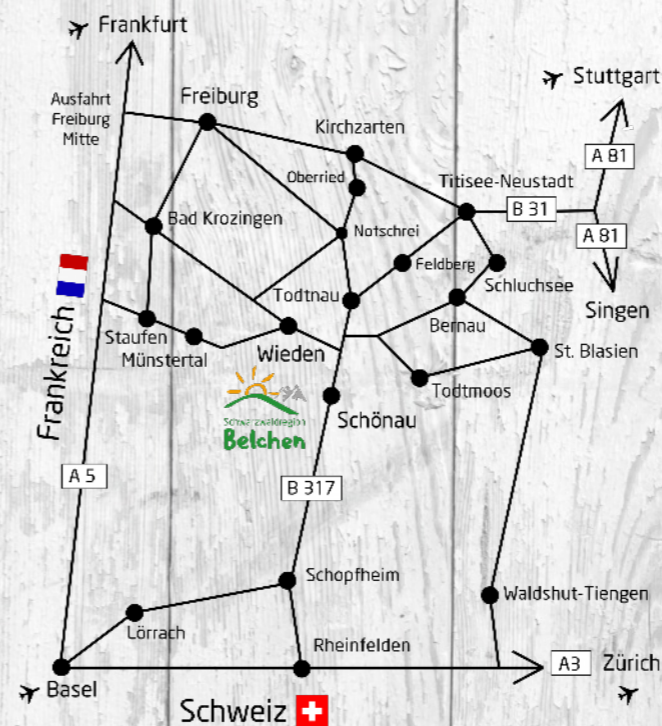 Frankfurt
Stuttgart
Ausfahrt
Freiburg
Mitte
Freiburg
Kirchzarten
A 81
Oberried
Titisee-Neustadt
B 31
Bad Krozingen
Notschrei
A 81
Feldberg
Schluchsee
Todtnau
Singen
Frankreich
Staufen
Bernau
Münstertal
Wieden
St. Blasien
Todtmoos
Schwarzwaldregion
Belchen
Schönau
A 5
B 317
Schopfheim
Waldshut-Tiengen
Lörrach
Rheinfelden
A3
Zürich
Basel
Schweiz